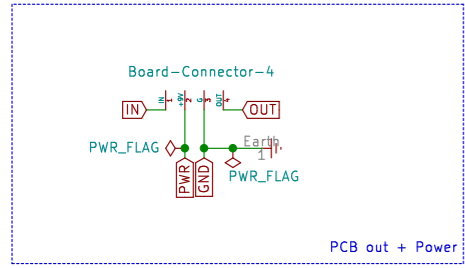 Board-Connector-4
IN
1
+9V
2
G
3
OUT
4
IN
OUT
Earth
1
PWR_FLAG
PWR
GND
PWR_FLAG
PCB out + Power